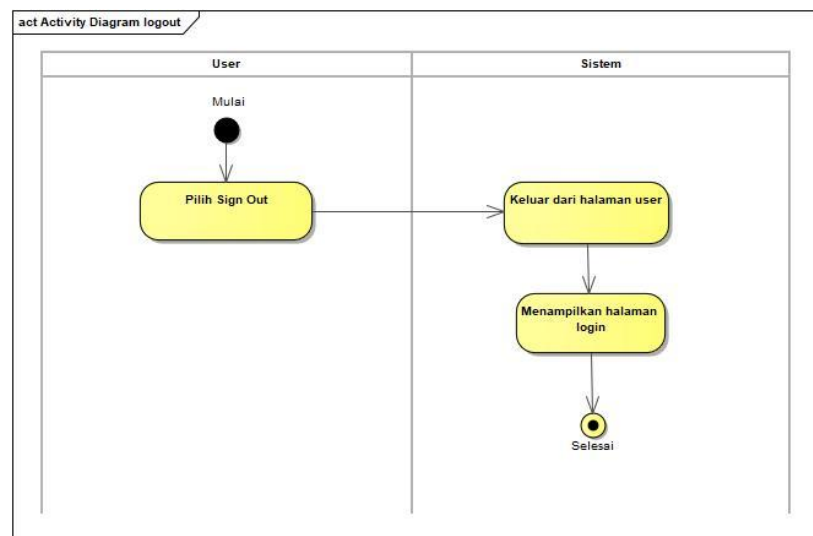 act Activity Diagram logout
User
Sistem
Mulai
Pilih Sign Out
Keluar dari halaman user
Menampilkan halaman
login
Selesai